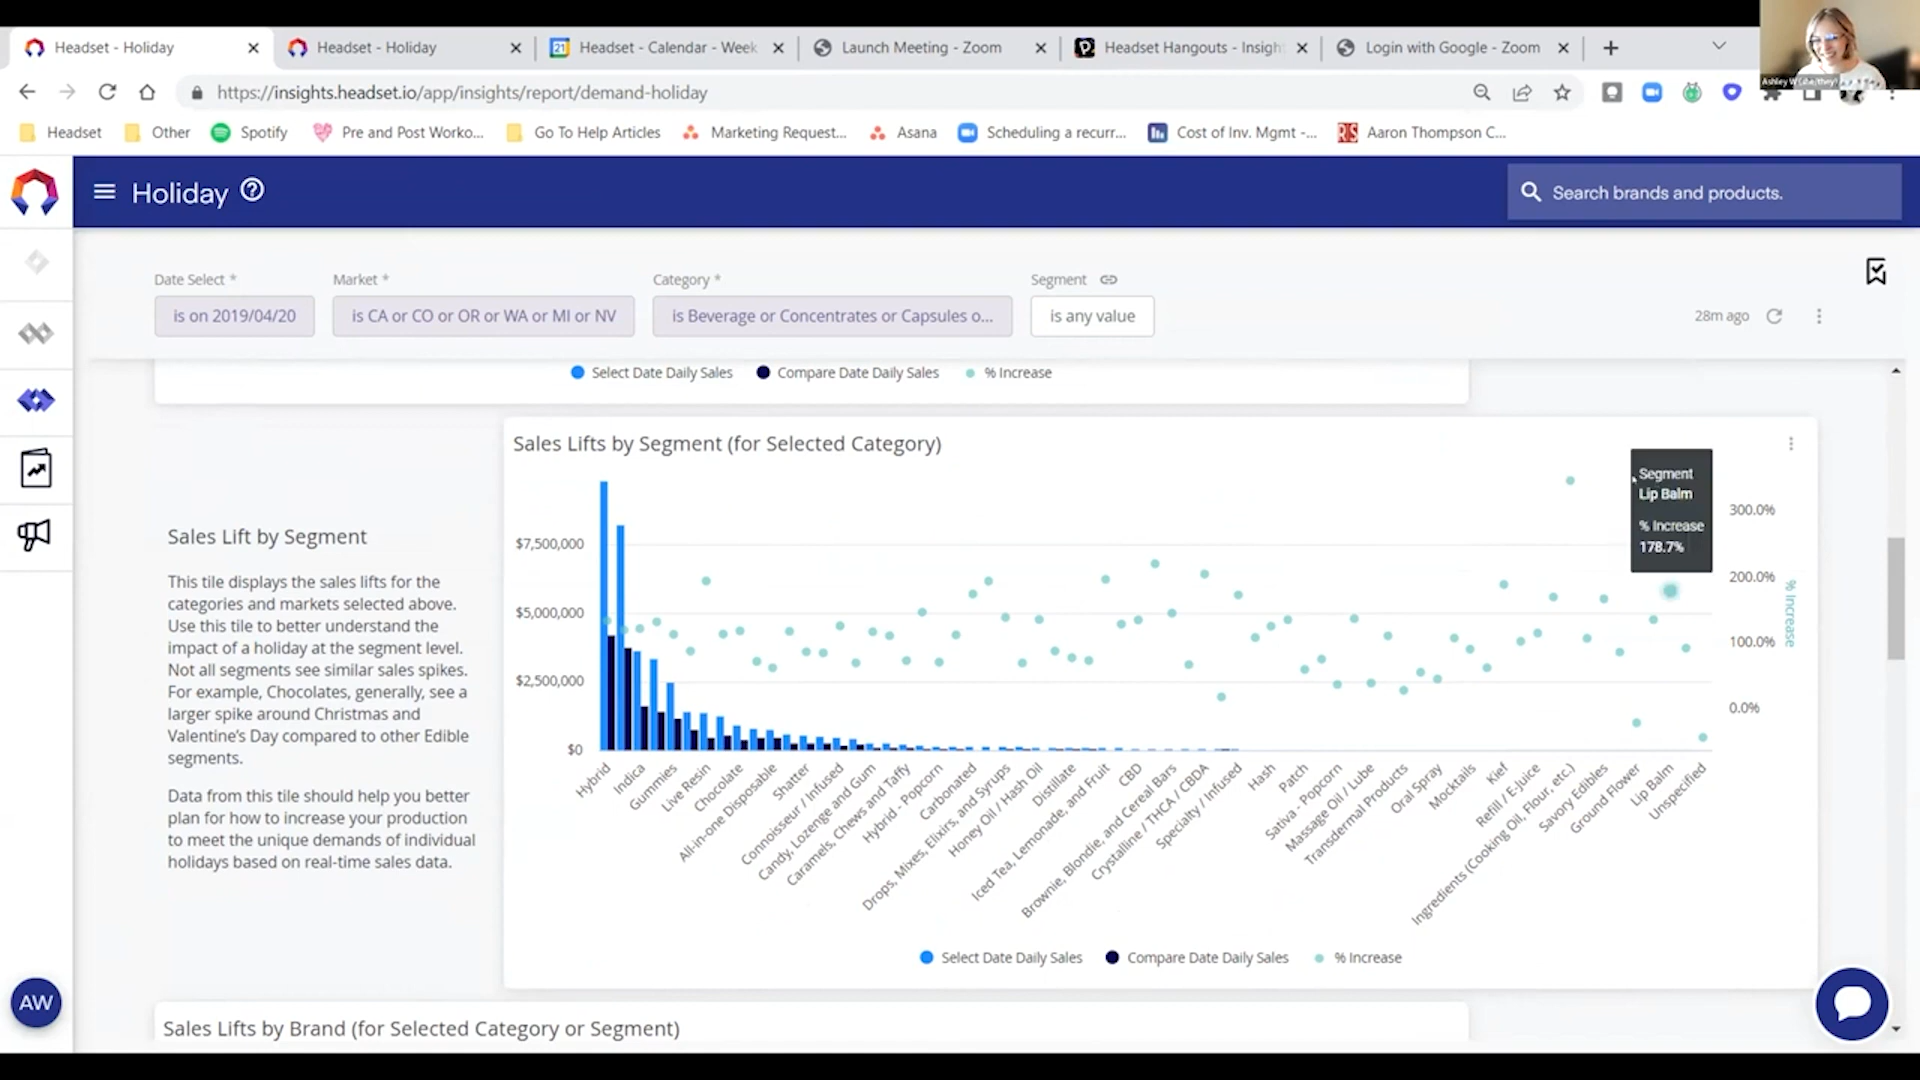 Headset - Holiday
Headset - Holiday
21
Headset - Calendar - Week
Launch Meeting - Zoom
Headset Hangouts - Insigh
Login with Google - Zoom
https://insights.headset.io/app/insights/report/demand-holiday
Headset
Other
Spotify
Pre and Post Worko...
Go To Help Articles
Marketing Request...
Asana
Scheduling a recurr...
Cost of Inv. Mgmt -...
Aaron Thompson C...
Holiday
Search brands and products.
Date Select *
Market *
Category *
Segment
is on 2019/04/20
is CA or CO or OR or WA or MI or NV
is Beverage or Concentrates or Capsules o...
is any value
28m ago
Select Date Daily Sales
Compare Date Daily Sales
% Increase
Sales Lift by Segment
This tile displays the sales lifts for the
categories and markets selected above.
Use this tile to better understand the
impact of a holiday at the segment level.
Not all segments see similar sales spikes.
For example, Chocolates, generally, see a
larger spike around Christmas and
Valentine's Day compared to other Edible
segments.
Data from this tile should help you better
plan for how to increase your production
to meet the unique demands of individual
holidays based on real-time sales data.
Sales Lifts by Segment (for Selected Category)
$7,500,000
$5,000,000
$2,500,000
$0
Segment
Lip Balm
% Increase
178.7%
300.0%
200.0%
100.0%
0.0%
% Increase
Hybrid
Indica
Gummies
Live Resin
Chocolate
All-in-one Disposable
Shatter
Connoisseur / Infused
Candy, Lozenge and Gum
Caramels, Chews and Taffy
Hybrid - Popcorn
Carbonated
Drops, Mixes, Elixirs, and Syrups
Honey Oil / Hash Oil
Distillate
Iced Tea, Lemonade, and Fruit
CBD
Brownie, Blondie, and Cereal Bars
Crystalline / THCA / CBDA
Specialty / Infused
Hash
Patch
Sativa - Popcorn
Massage Oil / Lube
Transdermal Products
Oral Spray
Mocktails
Kief
Refill / E-Juice
Ingredients (Cooking Oil, Flour, etc.)
Savory Edibles
Ground Flower
Lip Balm
Unspecified
Select Date Daily Sales
Compare Date Daily Sales
% Increase
AW
Sales Lifts by Brand (for Selected Category or Segment)